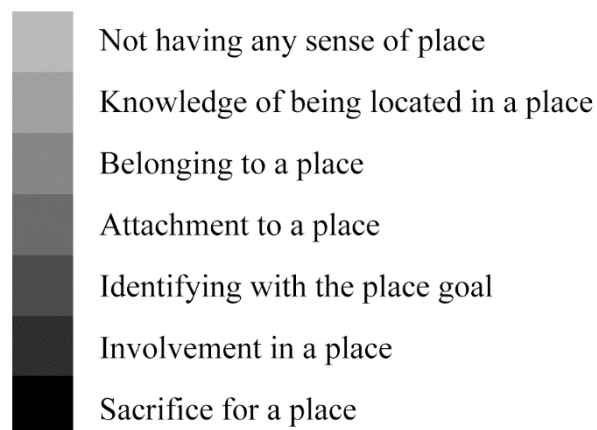 Not having any sense of place
Knowledge of being located in a place
Belonging to a place
Attachment to a place
Identifying with the place goal
Involvement in a place
Sacrifice for a place